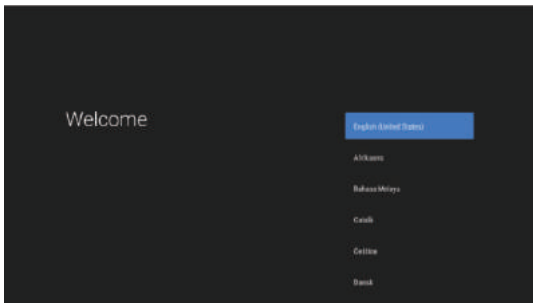 Welcome
English (United States)
Afrikaans
Bahasa Melayu
Català
Čeština
Dansk